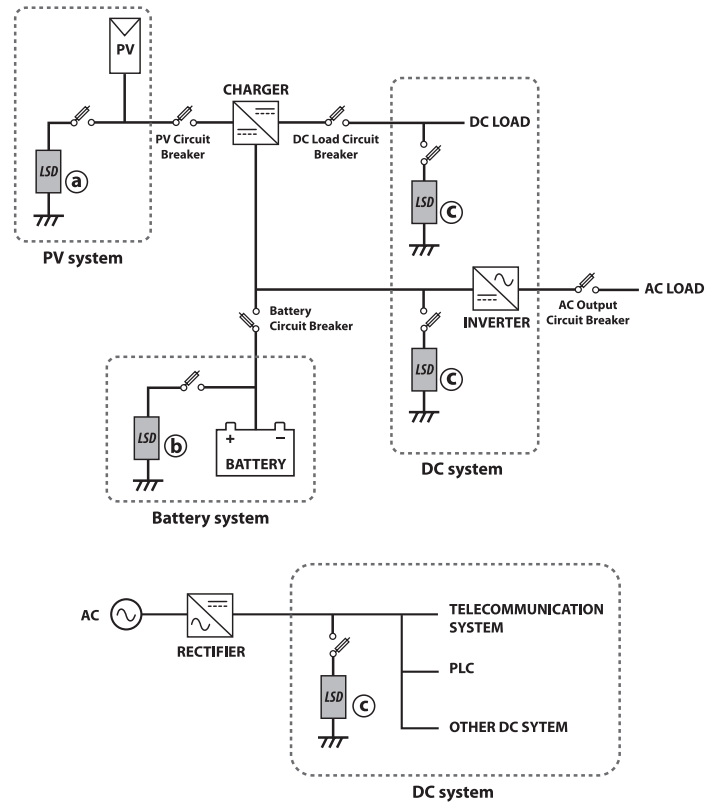 PV
CHARGER
PV Circuit
Breaker
DC Load Circuit
Breaker
DC LOAD
LSD
ⓐ
LSD
ⓒ
PV system
Battery
Circuit Breaker
INVERTER
AC Output
Circuit Breaker
AC LOAD
LSD
ⓒ
LSD
ⓑ
+
−
BATTERY
DC system
Battery system
AC
RECTIFIER
TELECOMMUNICATION
SYSTEM
PLC
LSD
ⓒ
OTHER DC SYTEM
DC system